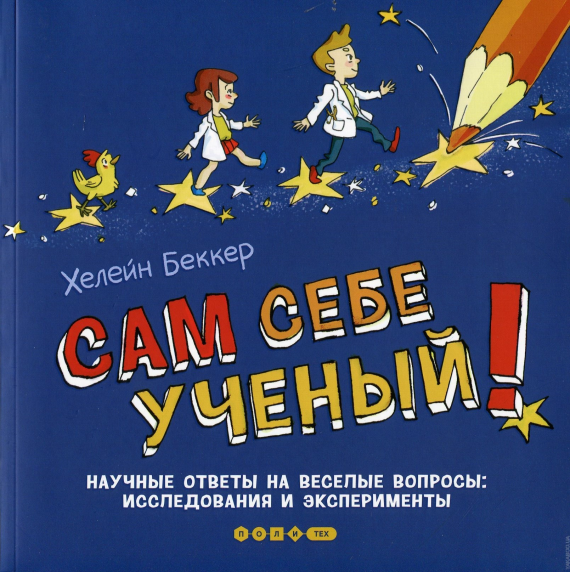 Хелейн Беккер
САМ СЕБЕ
УЧЕНЫЙ!
НАУЧНЫЕ ОТВЕТЫ НА ВЕСЕЛЫЕ ВОПРОСЫ:
ИССЛЕДОВАНИЯ И ЭКСПЕРИМЕНТЫ
ПОЛИТЕХ